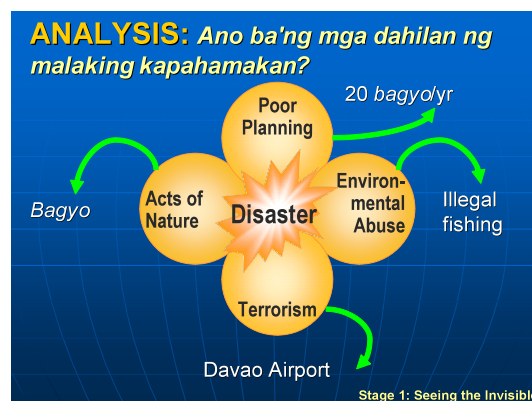 ANALYSIS: Ano ba'ng mga dahilan ng
malaking kapahamakan?
Poor
Planning
20 bagyo/yr
Acts of
Nature
Disaster
Environ-
mental
Abuse
Bagyo
Illegal
fishing
Terrorism
Davao Airport
Stage 1: Seeing the Invisibl